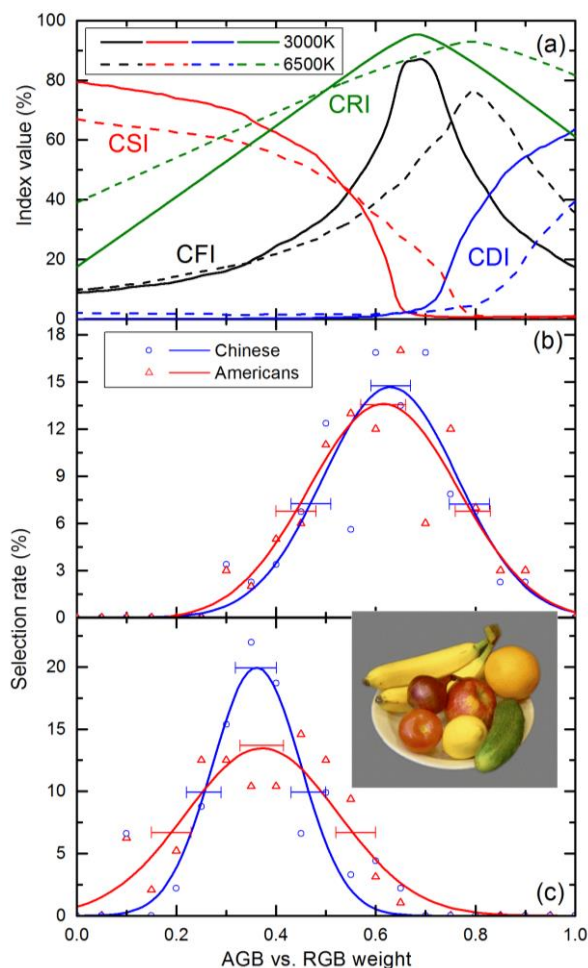 100
80
60
40
20
0
Index value (%)
3000K
6500K
(a)
CRI
CSI
CFI
CDI
18
15
12
9
6
3
0
Chinese
Americans
(b)
Selection rate (%)
20
15
10
5
0
(c)
0.0 0.2 0.4 0.6 0.8 1.0
AGB vs. RGB weight